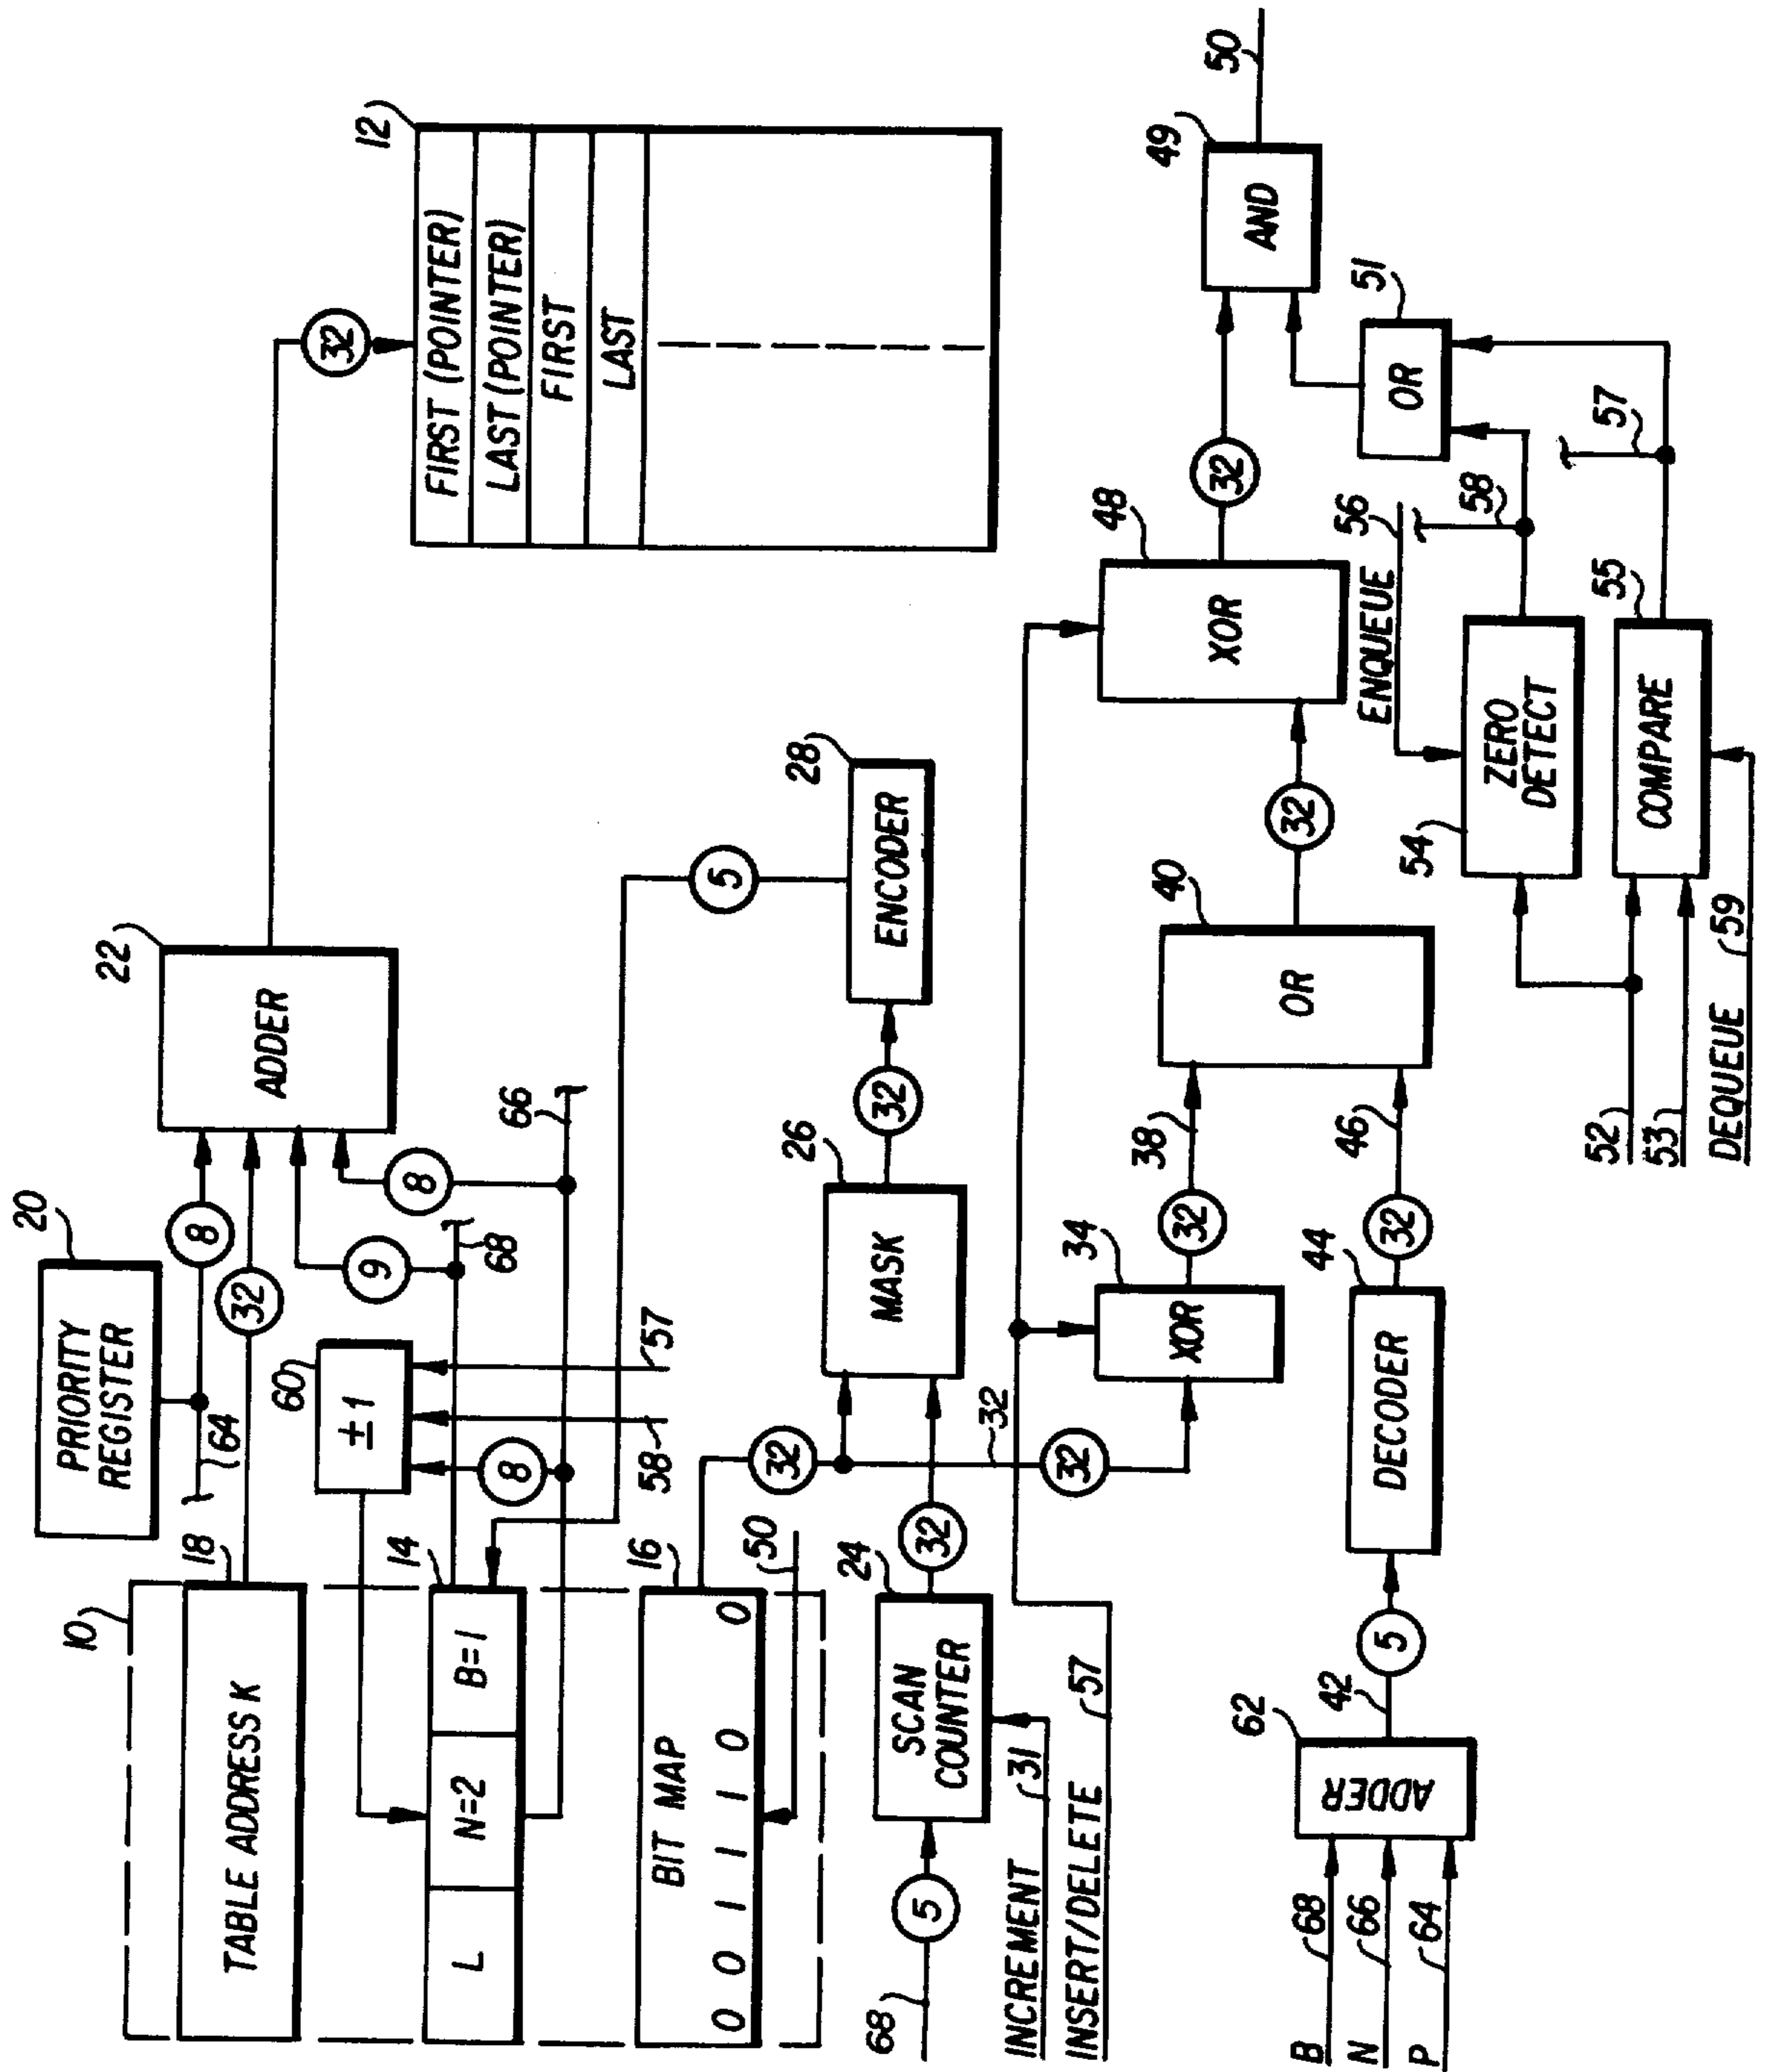 10
18
TABLE ADDRESS K
14
L
N=2
B=1
16
BIT MAP
0 0 1 1 1 0 0
50
20
PRIORITY
REGISTER
64
8
32
60
± 1
8
58
57
9
68
8
66
22
ADDER
32
12
FIRST (POINTER)
LAST (POINTER)
FIRST
LAST
68
5
24
SCAN
COUNTER
32
32
32
32
26
MASK
32
28
ENCODER
5
INCREMENT 31
INSERT/DELETE 57
34
XOR
32
38
40
OR
32
48
XOR
32
49
AND
50
B 68
N 66
P 64
62
ADDER
42
5
44
DECODER
32
46
52
53
DEQUEUE 59
54
ZERO
DETECT
ENQUEUE 56
58
55
COMPARE
57
51
OR